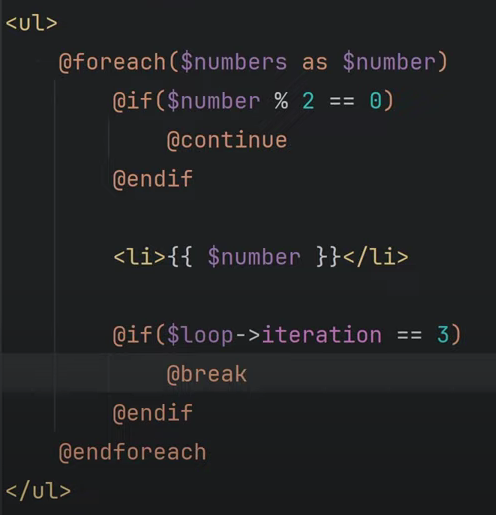 <ul>
@foreach($numbers as $number)
@if($number % 2 == 0)
@continue
@endif
<li>{{ $number }}</li>
@if($loop->iteration == 3)
@break
@endif
@endforeach
</ul>